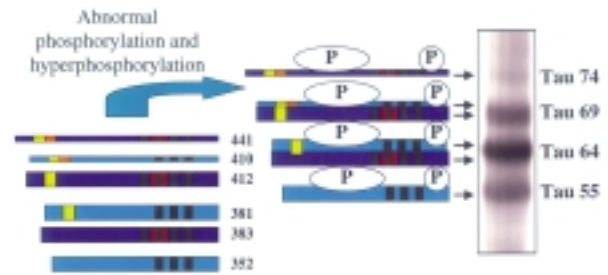 Abnormal
phosphorylation and
hyperphosphorylation
P P
Tau 74
P P
Tau 69
441
P P
410
Tau 64
412
P P
Tau 55
381
383
352